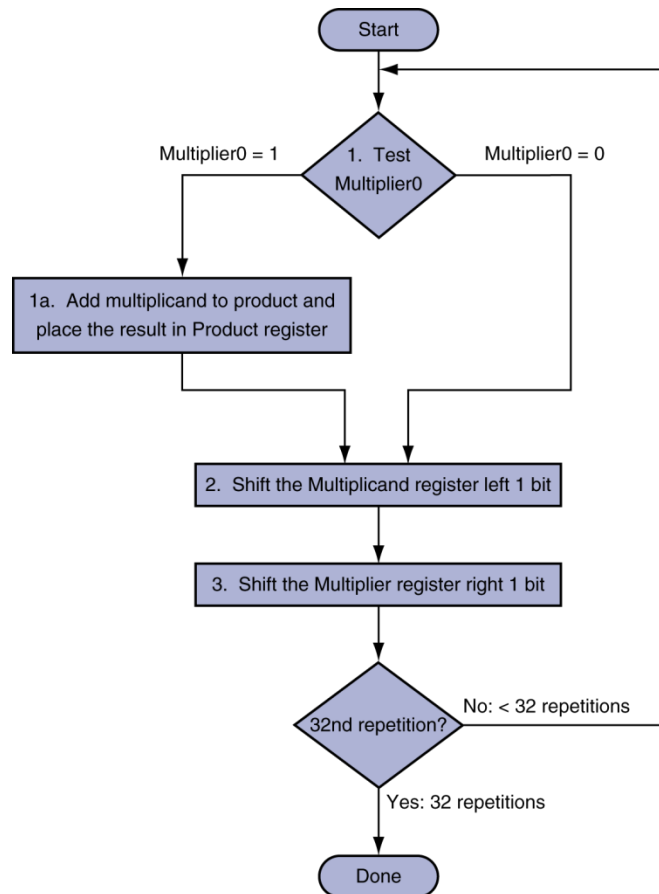 Start
Multiplier0 = 1
1. Test
Multiplier0
Multiplier0 = 0
1a. Add multiplicand to product and
place the result in Product register
2. Shift the Multiplicand register left 1 bit
3. Shift the Multiplier register right 1 bit
32nd repetition?
No: < 32 repetitions
Yes: 32 repetitions
Done